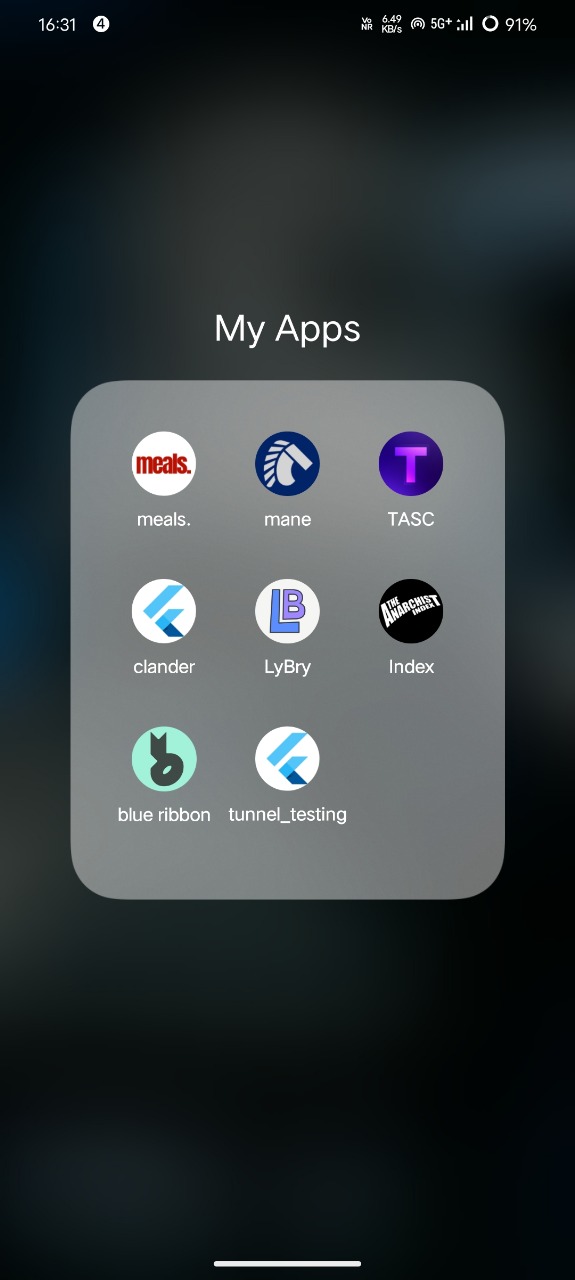 16:31 4 Vo NR 6.49 KB/s 5G+ 91%
My Apps
meals.
meals. mane TASC
T
LB
THE ANARCHIST INDEX
clander LyBry Index
b
blue ribbon tunnel_testing